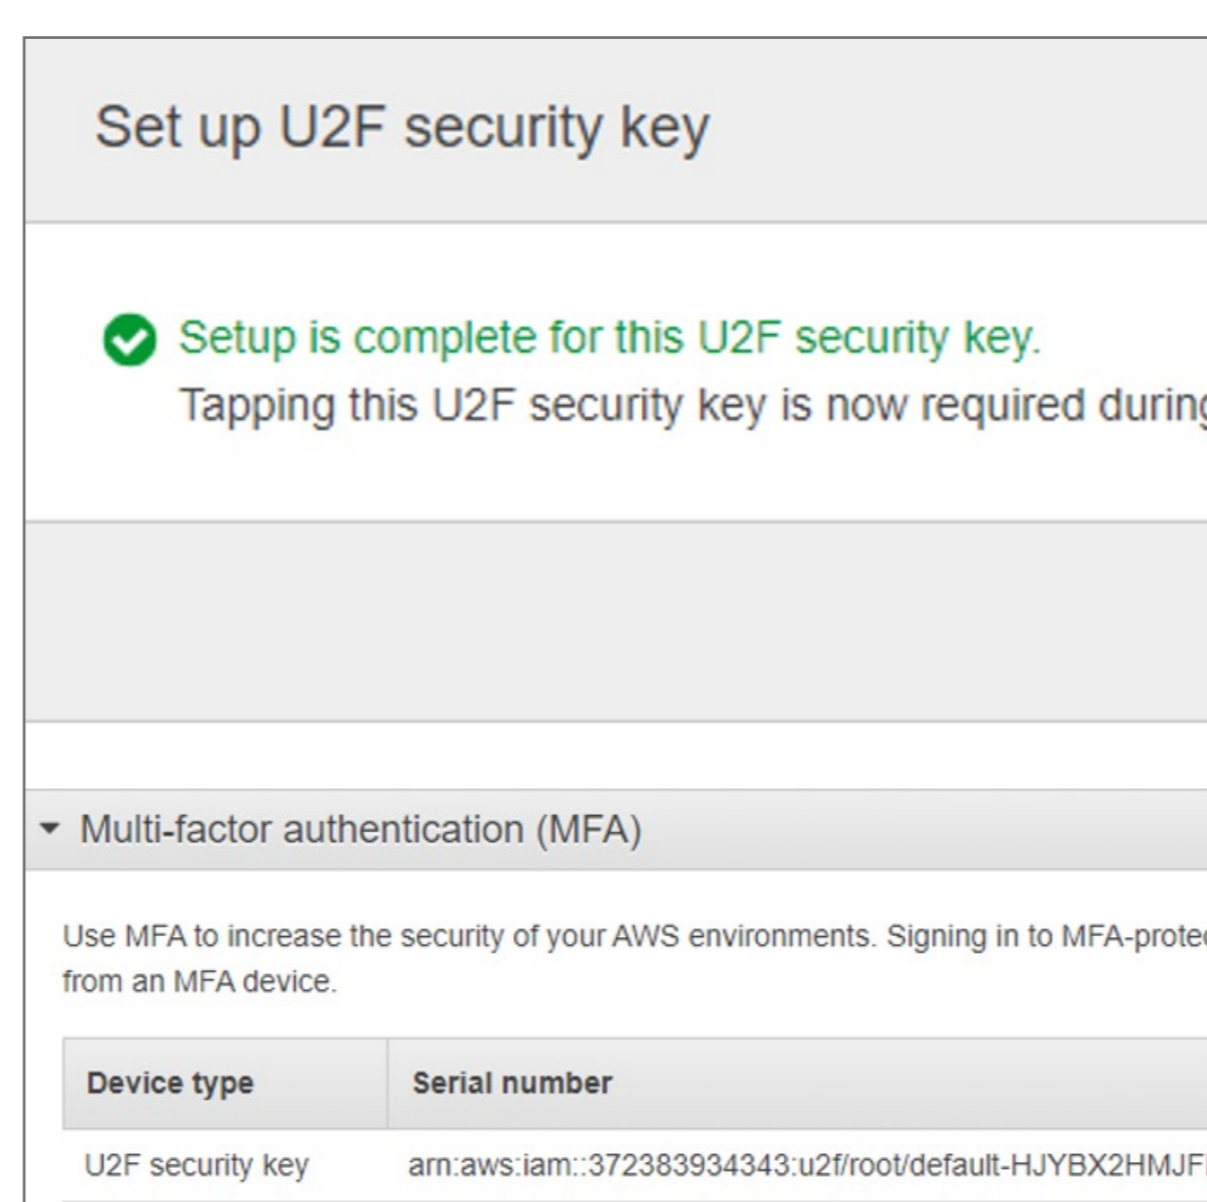 Set up U2F security key
Setup is complete for this U2F security key.
Tapping this U2F security key is now required during
Multi-factor authentication (MFA)
Use MFA to increase the security of your AWS environments. Signing in to MFA-protec
from an MFA device.
Device type Serial number
U2F security key arn:aws:iam::372383934343:u2f/root/default-HJYBX2HMJF